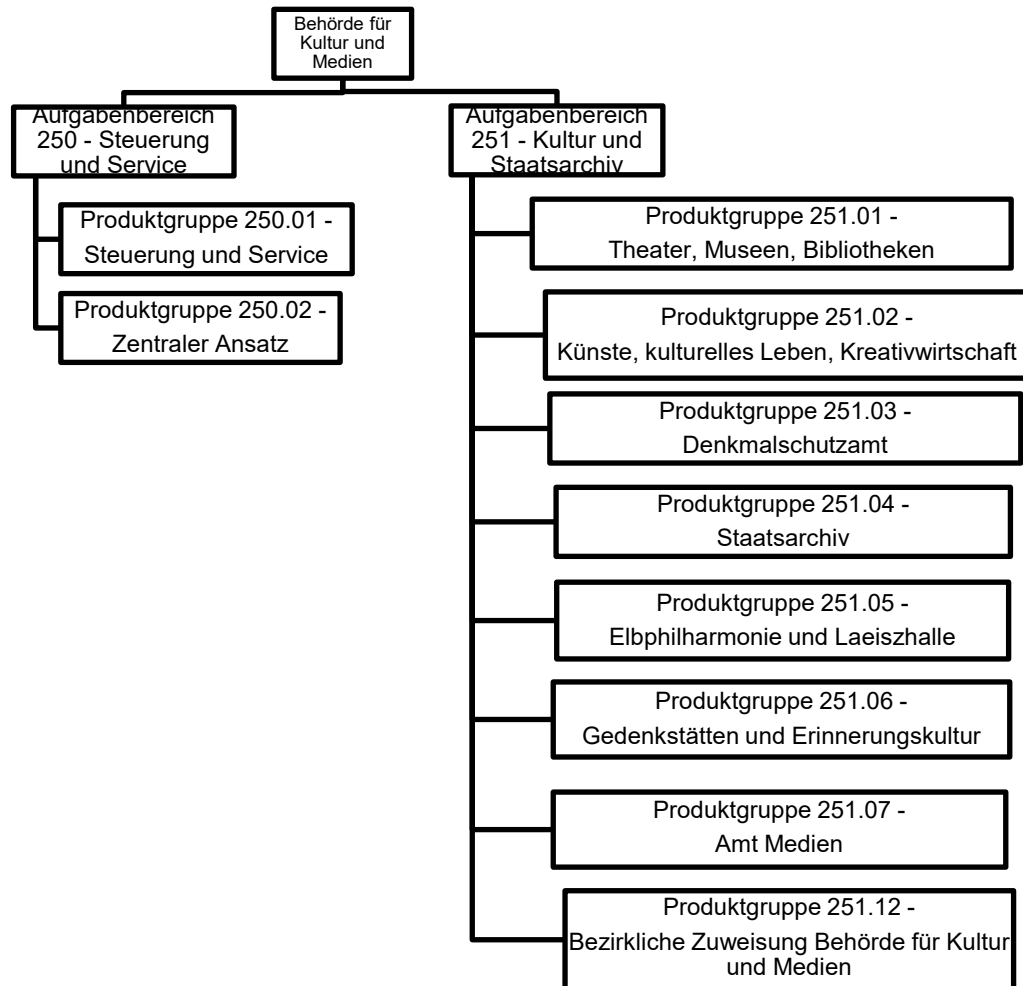 Behörde für
Kultur und
Medien
Aufgabenbereich
250 - Steuerung
und Service
Produktgruppe 250.01 -
Steuerung und Service
Produktgruppe 250.02 -
Zentraler Ansatz
Aufgabenbereich
251 - Kultur und
Staatsarchiv
Produktgruppe 251.01 -
Theater, Museen, Bibliotheken
Produktgruppe 251.02 -
Künste, kulturelles Leben, Kreativwirtschaft
Produktgruppe 251.03 -
Denkmalschutzamt
Produktgruppe 251.04 -
Staatsarchiv
Produktgruppe 251.05 -
Elbphilharmonie und Laeiszhalle
Produktgruppe 251.06 -
Gedenkstätten und Erinnerungskultur
Produktgruppe 251.07 -
Amt Medien
Produktgruppe 251.12 -
Bezirkliche Zuweisung Behörde für Kultur
und Medien